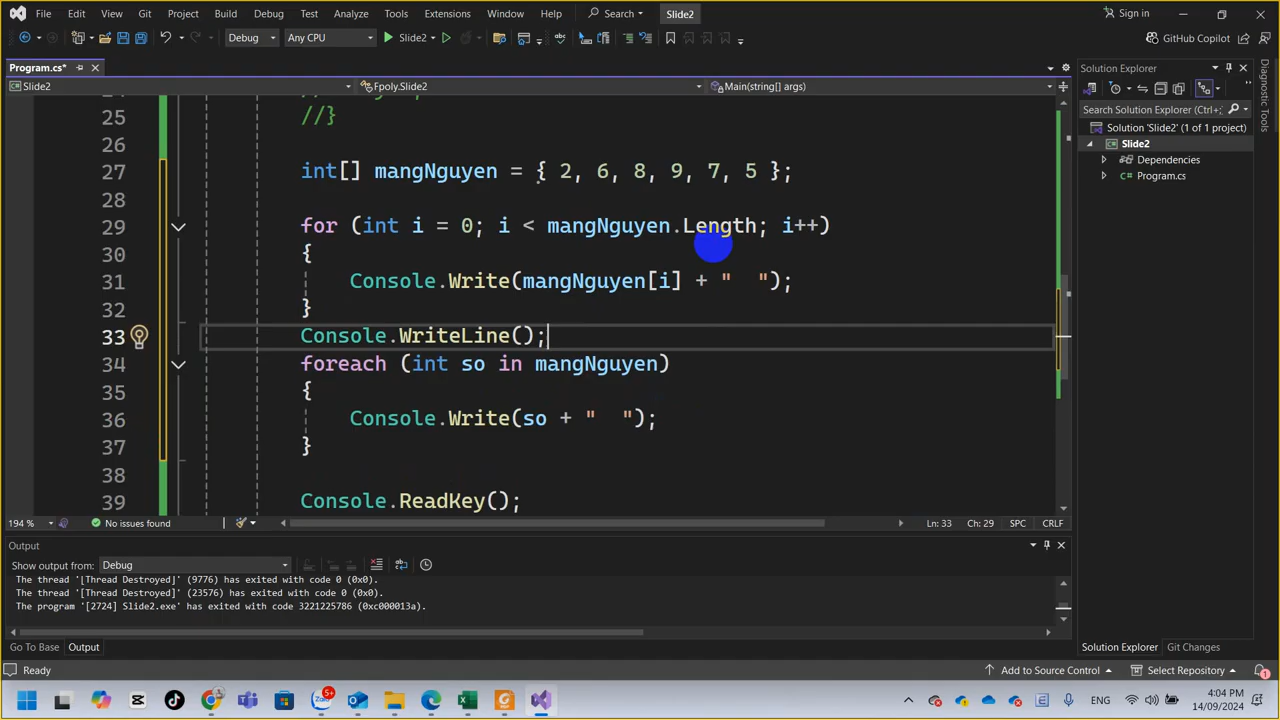 File Edit View Git Project Build Debug Test Analyze Tools Extensions Window Help Search Slide2 Sign in
Debug Any CPU Slide2 GitHub Copilot
Program.cs* Solution Explorer
Slide2 Fpoly.Slide2 Main(string[] args)
Search Solution Explorer (Ctrl+;
Solution 'Slide2' (1 of 1 project)
Slide2
Dependencies
Program.cs
Diagnostic Tools
25 //}
26
27 int[] mangNguyen = { 2, 6, 8, 9, 7, 5 };
28
29 for (int i = 0; i < mangNguyen.Length; i++)
30 {
31 Console.Write(mangNguyen[i] + "  ");
32 }
33 Console.WriteLine();
34 foreach (int so in mangNguyen)
35 {
36 Console.Write(so + "  ");
37 }
38
39 Console.ReadKey();
194 % No issues found Ln: 33 Ch: 29 SPC CRLF
Output
Show output from: Debug
The thread '[Thread Destroyed]' (9776) has exited with code 0 (0x0).
The thread '[Thread Destroyed]' (23576) has exited with code 0 (0x0).
The program '[2724] Slide2.exe' has exited with code 3221225786 (0xc000013a).
Go To Base Output Solution Explorer Git Changes
Ready Add to Source Control Select Repository 1
5+ ENG 4:04 PM
14/09/2024